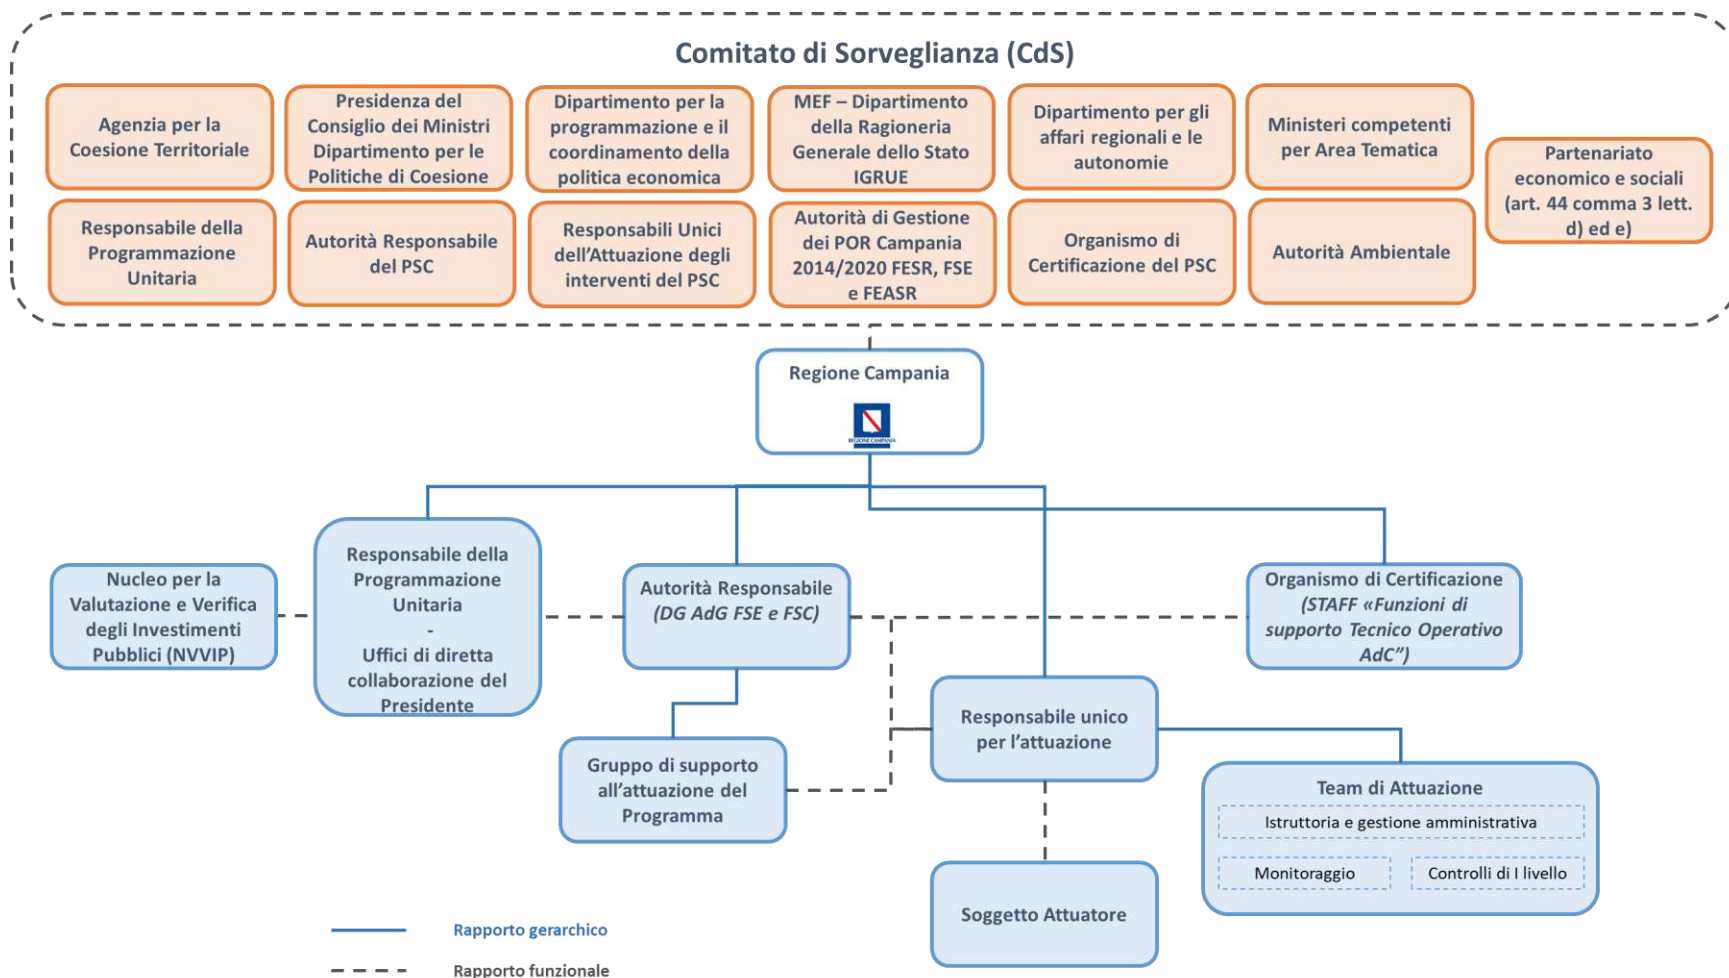 Comitato di Sorveglianza (CdS)
Agenzia per la
Coesione Territoriale
Presidenza del
Consiglio dei Ministri
Dipartimento per le
Politiche di Coesione
Dipartimento per la
programmazione e il
coordinamento della
politica economica
MEF – Dipartimento
della Ragioneria
Generale dello Stato
IGRUE
Dipartimento per gli
affari regionali e le
autonomie
Ministeri competenti
per Area Tematica
Partenariato
economico e sociali
(art. 44 comma 3 lett.
d) ed e)
Responsabile della
Programmazione
Unitaria
Autorità Responsabile
del PSC
Responsabili Unici
dell’Attuazione degli
interventi del PSC
Autorità di Gestione
dei POR Campania
2014/2020 FESR, FSE
e FEASR
Organismo di
Certificazione del PSC
Autorità Ambientale
Regione Campania
REGIONE CAMPANIA
Nucleo per la
Valutazione e Verifica
degli Investimenti
Pubblici (NVVIP)
Responsabile della
Programmazione
Unitaria
-
Uffici di diretta
collaborazione del
Presidente
Autorità Responsabile
(DG AdG FSE e FSC)
Organismo di Certificazione
(STAFF «Funzioni di
supporto Tecnico Operativo
AdC”)
Gruppo di supporto
all’attuazione del
Programma
Responsabile unico
per l’attuazione
Team di Attuazione
Istruttoria e gestione amministrativa
Monitoraggio
Controlli di I livello
Soggetto Attuatore
Rapporto gerarchico
Rapporto funzionale